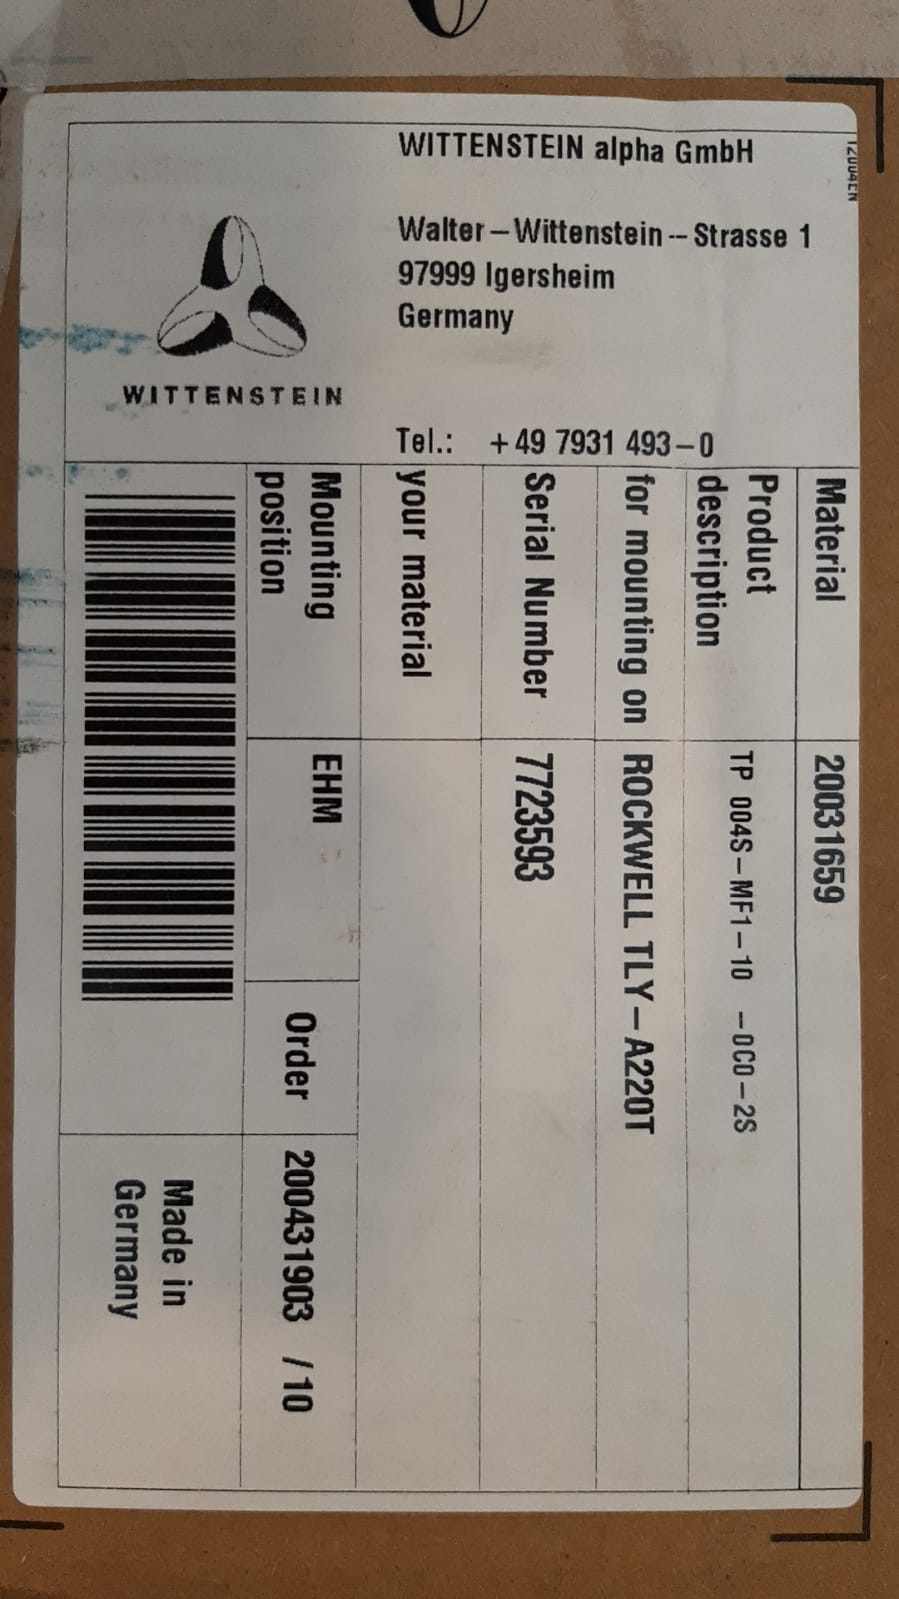 WITTENSTEIN alpha GmbH
Walter-Wittenstein-Strasse 1
97999 Igersheim
Germany
Tel.: +49 7931 493-0
WITTENSTEIN
Material 20031659
Product description TP 004S-MF1-10 -0C0-2S
for mounting on ROCKWELL TLY-A220T
Serial Number 7723593
your material
Mounting position EHM
Order 200431903 /10
Made in
Germany